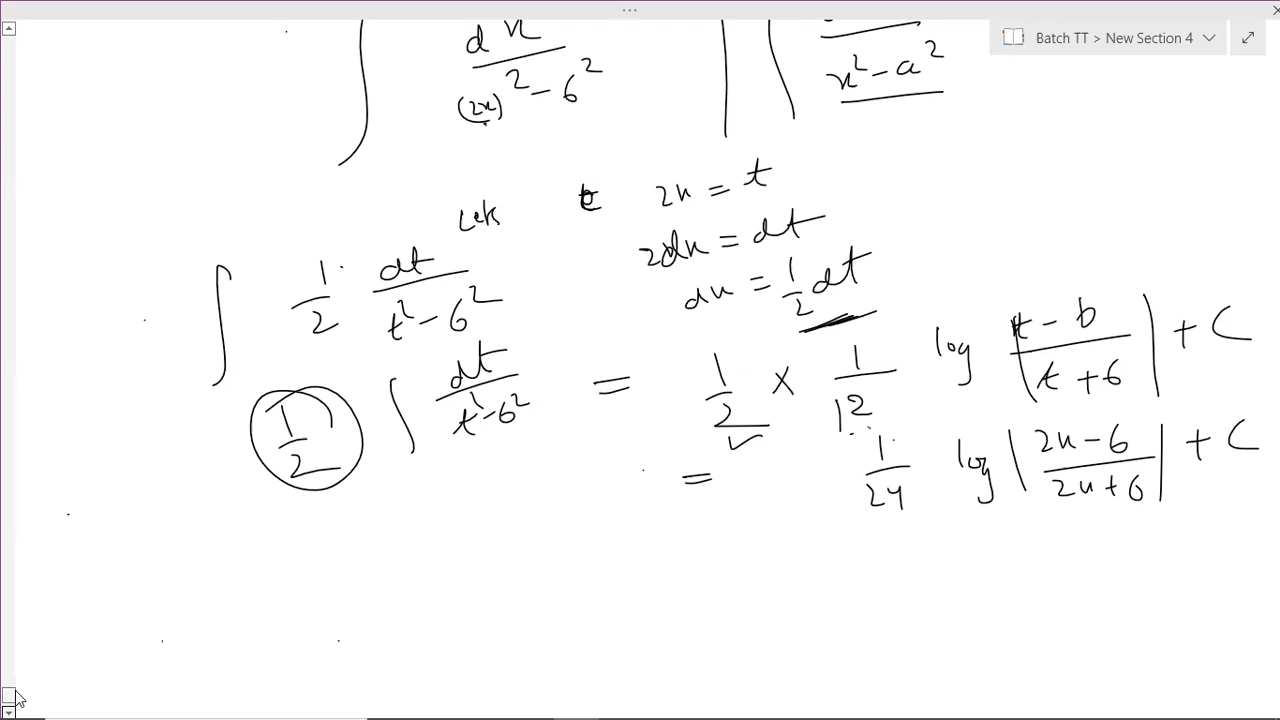 Batch TT > New Section 4
∫ dx / ((2x)² - 6²) | ∫ / (x² - a²)
Let t 2x = t
2dx = dt
dx = 1/2 dt
∫ 1/2 · dt / (t² - 6²)
1/2 ∫ dt / (t² - 6²) = 1/2 × 1/12 log |(t - 6) / (t + 6)| + C
= 1/24 log |(2x - 6) / (2x + 6)| + C